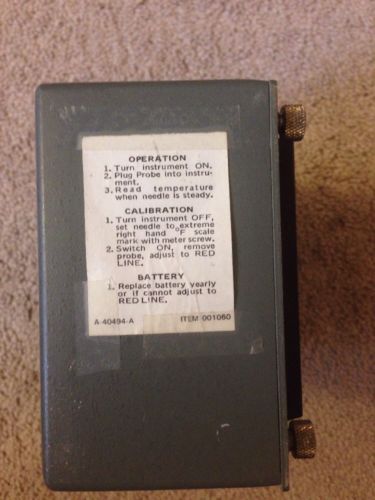 OPERATION
1. Turn instrument ON.
2. Plug Probe into instru-
ment.
3. Read temperature
when needle is steady.
CALIBRATION
1. Turn instrument OFF,
set needle to extreme
right hand °F scale
mark with meter screw.
2. Switch ON, remove
probe, adjust to RED
LINE.
BATTERY
1. Replace battery yearly
or if cannot adjust to
RED LINE.
A-40494-A ITEM 001060